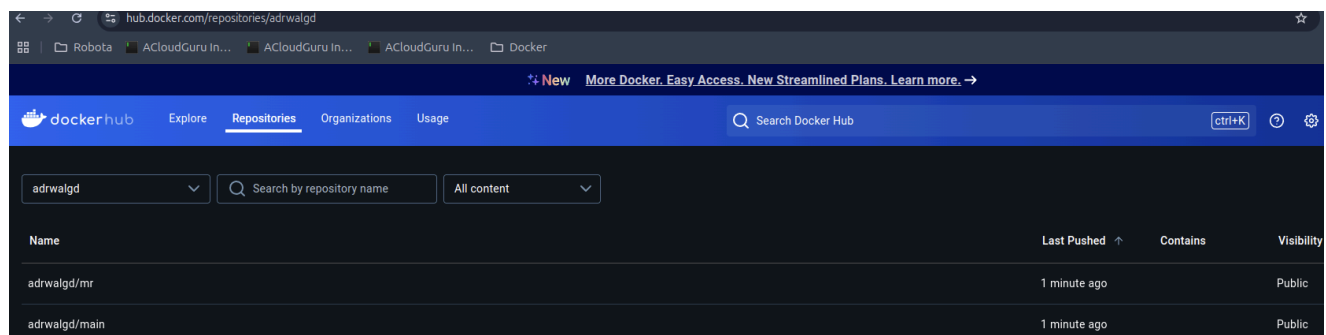 hub.docker.com/repositories/adrwalgd
Robota ACloudGuru In... ACloudGuru In... ACloudGuru In... Docker
New More Docker. Easy Access. New Streamlined Plans. Learn more. →
dockerhub Explore Repositories Organizations Usage Search Docker Hub ctrl+K ?
adrwalgd Search by repository name All content
Name Last Pushed ↑ Contains Visibility
adrwalgd/mr 1 minute ago Public
adrwalgd/main 1 minute ago Public